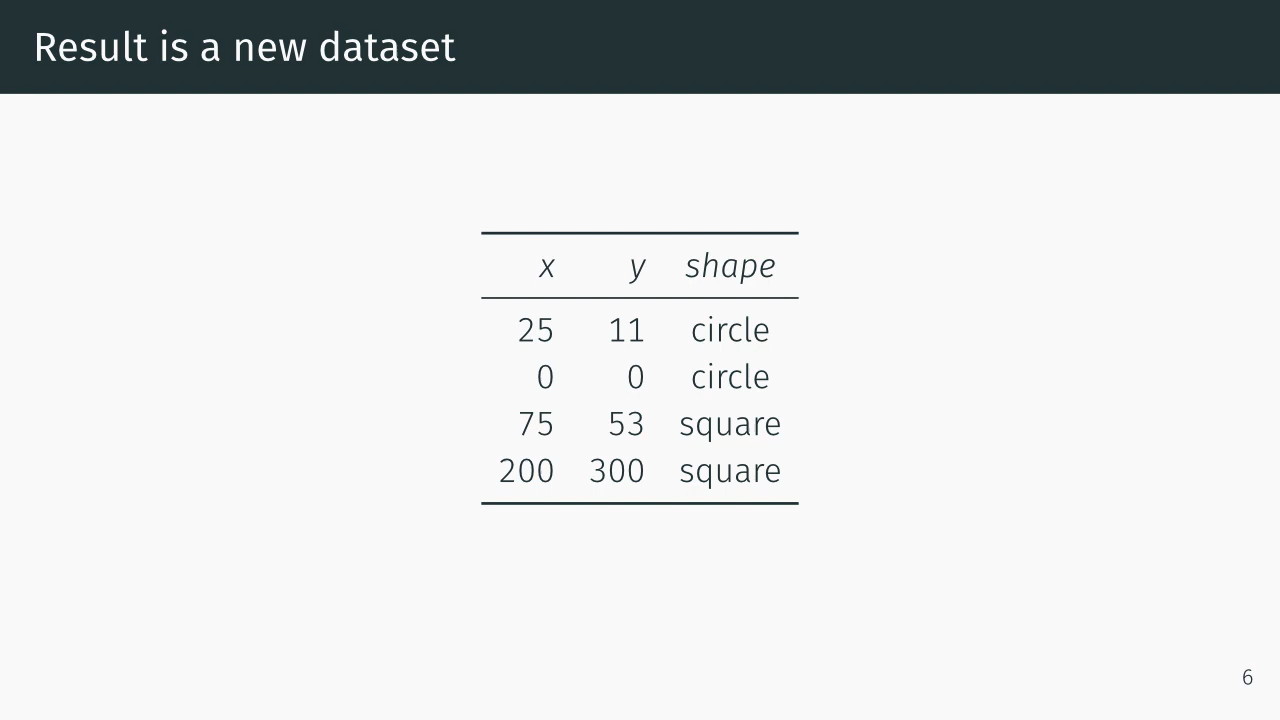 Result is a new dataset
x y shape
25 11 circle
0 0 circle
75 53 square
200 300 square
6